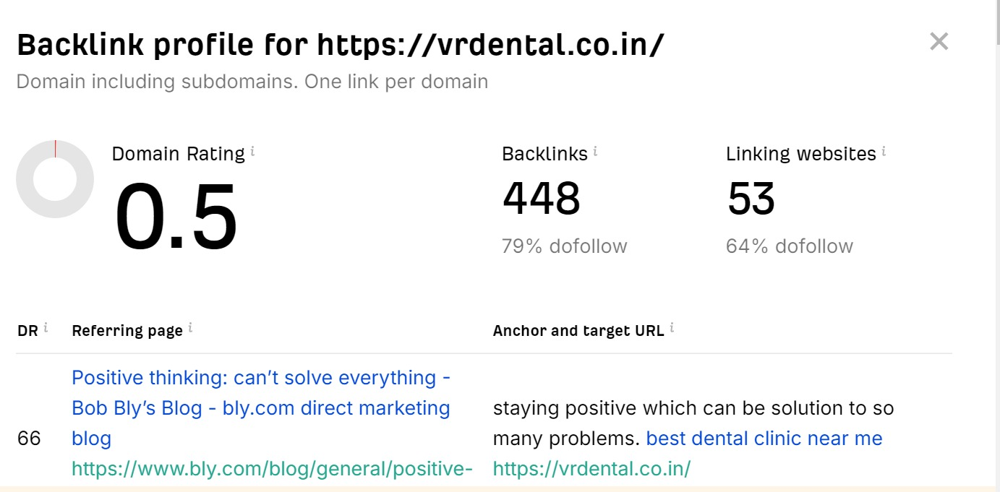 Backlink profile for https://vrdental.co.in/
Domain including subdomains. One link per domain
Domain Rating i
0.5
Backlinks i
448
79% dofollow
Linking websites i
53
64% dofollow
DR i Referring page i Anchor and target URL i
66
Positive thinking: can’t solve everything -
Bob Bly’s Blog - bly.com direct marketing
blog
https://www.bly.com/blog/general/positive-
staying positive which can be solution to so
many problems. best dental clinic near me
https://vrdental.co.in/